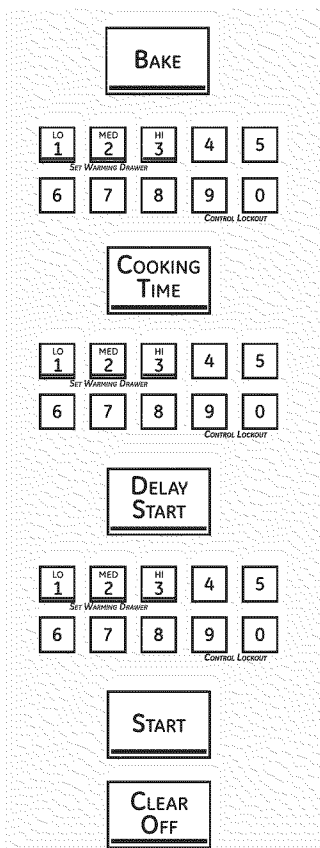 BAKE
LO MED HI
1 2 3 4 5
SET WARMING DRAWER
6 7 8 9 0
CONTROL LOCKOUT
COOKING
TIME
LO MED HI
1 2 3 4 5
SET WARMING DRAWER
6 7 8 9 0
CONTROL LOCKOUT
DELAY
START
LO MED HI
1 2 3 4 5
SET WARMING DRAWER
6 7 8 9 0
CONTROL LOCKOUT
START
CLEAR
OFF